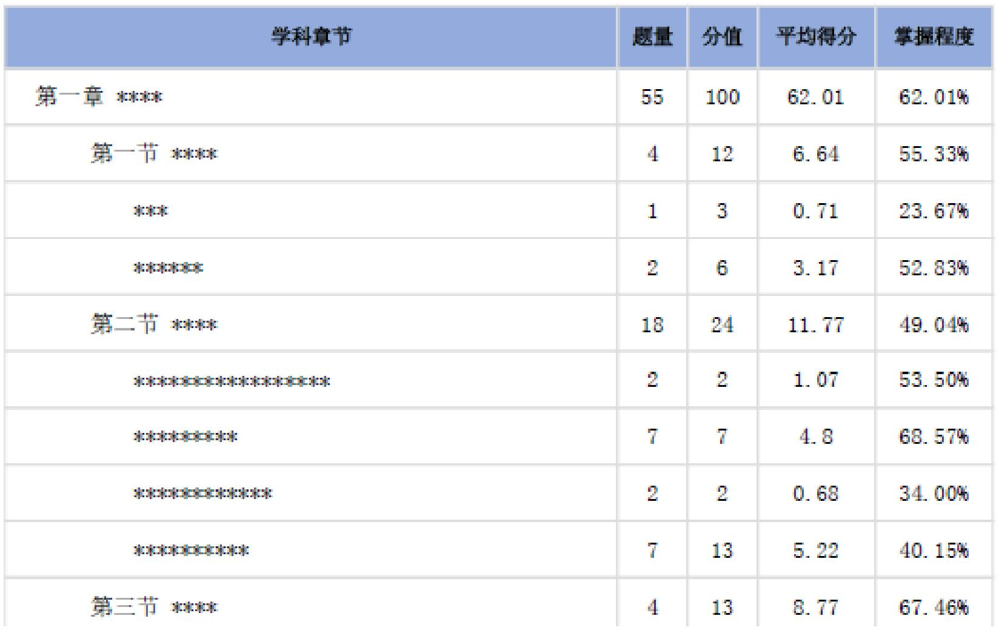 学科章节 题量 分值 平均得分 掌握程度
第一章 **** 55 100 62.01 62.01%
第一节 **** 4 12 6.64 55.33%
*** 1 3 0.71 23.67%
****** 2 6 3.17 52.83%
第二节 **** 18 24 11.77 49.04%
***************** 2 2 1.07 53.50%
********* 7 7 4.8 68.57%
************ 2 2 0.68 34.00%
********** 7 13 5.22 40.15%
第三节 **** 4 13 8.77 67.46%